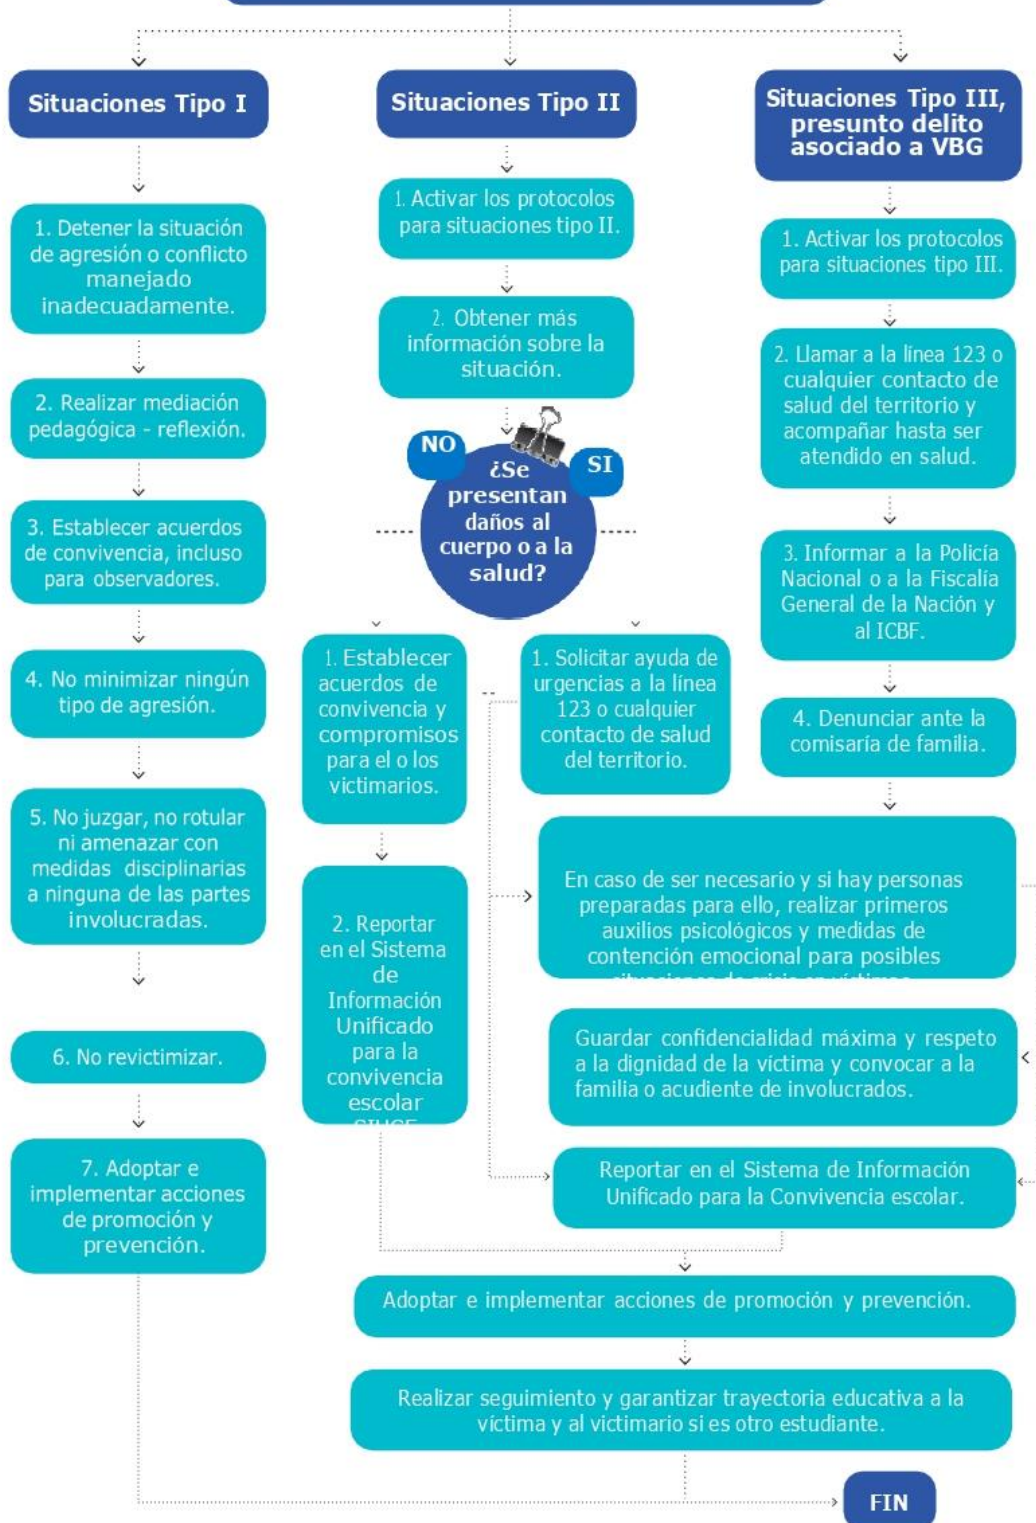 Situaciones Tipo I
1. Detener la situación
de agresión o conflicto
manejado
inadecuadamente.
2. Realizar mediación
pedagógica - reflexión.
3. Establecer acuerdos
de convivencia, incluso
para observadores.
4. No minimizar ningún
tipo de agresión.
5. No juzgar, no rotular
ni amenazar con
medidas disciplinarias
a ninguna de las partes
involucradas.
6. No revictimizar.
7. Adoptar e
implementar acciones
de promoción y
prevención.
Situaciones Tipo II
1. Activar los protocolos
para situaciones tipo II.
2. Obtener más
información sobre la
situación.
NO
SI
¿Se
presentan
daños al
cuerpo o a la
salud?
1. Establecer
acuerdos de
convivencia y
compromisos
para el o los
victimarios.
2. Reportar
en el Sistema
de
Información
Unificado
para la
convivencia
escolar
1. Solicitar ayuda de
urgencias a la línea
123 o cualquier
contacto de salud
del territorio.
Situaciones Tipo III,
presunto delito
asociado a VBG
1. Activar los protocolos
para situaciones tipo III.
2. Llamar a la línea 123 o
cualquier contacto de
salud del territorio y
acompañar hasta ser
atendido en salud.
3. Informar a la Policía
Nacional o a la Fiscalía
General de la Nación y
al ICBF.
4. Denunciar ante la
comisaría de familia.
En caso de ser necesario y si hay personas
preparadas para ello, realizar primeros
auxilios psicológicos y medidas de
contención emocional para posibles
situaciones de crisis en víctimas
Guardar confidencialidad máxima y respeto
a la dignidad de la víctima y convocar a la
familia o acudiente de involucrados.
Reportar en el Sistema de Información
Unificado para la Convivencia escolar.
Adoptar e implementar acciones de promoción y prevención.
Realizar seguimiento y garantizar trayectoria educativa a la
víctima y al victimario si es otro estudiante.
FIN